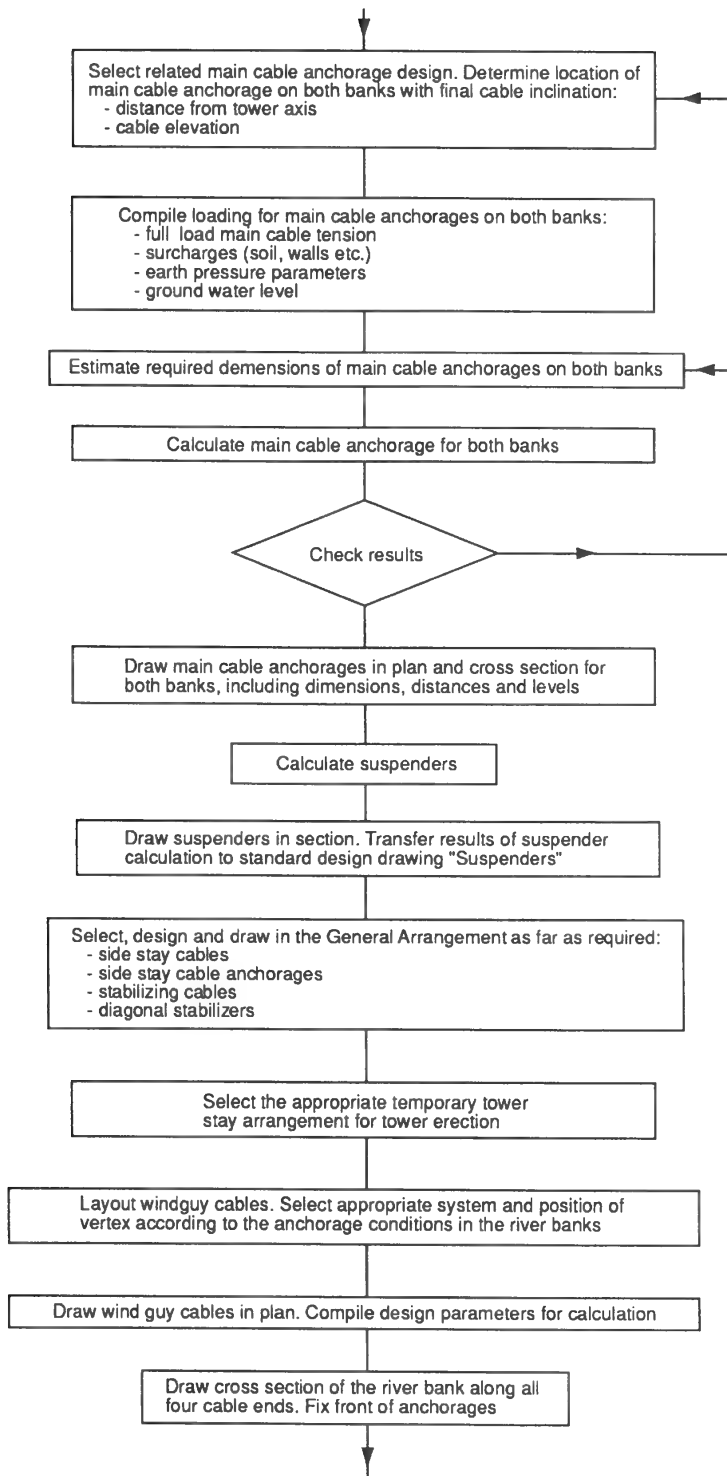 Select related main cable anchorage design. Determine location of
main cable anchorage on both banks with final cable inclination:
- distance from tower axis
- cable elevation
Compile loading for main cable anchorages on both banks:
- full load main cable tension
- surcharges (soil, walls etc.)
- earth pressure parameters
- ground water level
Estimate required demensions of main cable anchorages on both banks
Calculate main cable anchorage for both banks
Check results
Draw main cable anchorages in plan and cross section for
both banks, including dimensions, distances and levels
Calculate suspenders
Draw suspenders in section. Transfer results of suspender
calculation to standard design drawing "Suspenders"
Select, design and draw in the General Arrangement as far as required:
- side stay cables
- side stay cable anchorages
- stabilizing cables
- diagonal stabilizers
Select the appropriate temporary tower
stay arrangement for tower erection
Layout windguy cables. Select appropriate system and position of
vertex according to the anchorage conditions in the river banks
Draw wind guy cables in plan. Compile design parameters for calculation
Draw cross section of the river bank along all
four cable ends. Fix front of anchorages